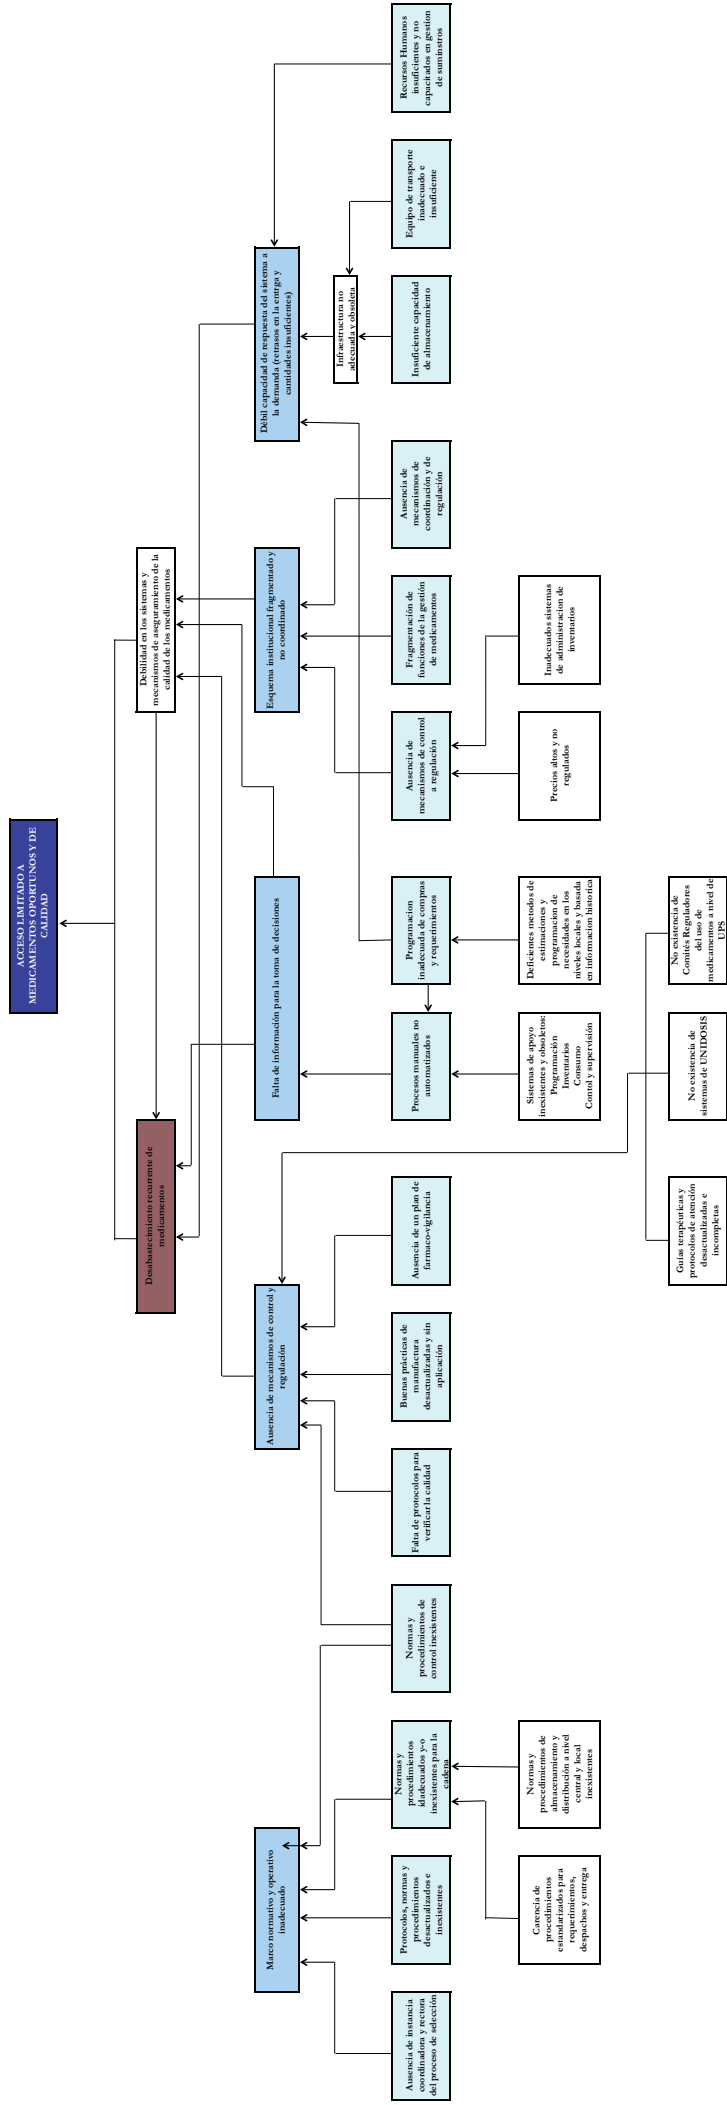 ACCESO LIMITADO A
MEDICAMENTOS OPORTUNOS Y DE
CALIDAD
Desabastecimiento recurrente de
medicamentos
Debilidad en los sistemas y
mecanismos de aseguramiento de la
calidad de los medicamentos
Marco normativo y operativo
inadecuado
Ausencia de mecanismos de control y
regulación
Falta de información para la toma de decisiones
Esquema institucional fragmentado y
no coordinado
Débil capacidad de respuesta del sistema a
la demanda (retrasos en la entrga y
cantidades insuficientes)
Infraestructura no
adecuada y obsoleta
Ausencia de instancia
coordinadora y rectora
del proceso de selección
Protocolos, normas y
procedimientos
desactualizados e
inexistentes
Normas y
procedimientos
idadecuados y-o
inexistentes para la
cadena
Normas y
procedimientos de
control inexistentes
Falta de protocolos para
verificar la calidad
Buenas prácticas de
manufactura
desactualizadas y sin
aplicación
Ausencia de un plan de
farmaco-vigilancia
Procesos manuales no
automatizados
Programacion
inadecuada de compras
y requerimientos
Ausencia de
mecanismos de control
a regulación
Fragmentación de
funciones de la gestión
de medicamentos
Ausencia de
mecanismos de
coordinación y de
regulación
Insuficiente capacidad
de almacenamiento
Equipo de transporte
inadecuado e
insuficiente
Recursos Humanos
insuficientes y no
capacitados en gestion
de suminstros
Carencia de
procedimientos
estandarizados para
requerimientos,
despachos y entrega
Normas y
procedimientos de
almacenamiento y
distribución a nivel
central y local
inexistentes
Sistemas de apoyo
inexistentes y obsoletos:
Programación
Inventarios
Consumo
Contol y supervisión
Deficientes metodos de
estimaciones y
programacion de
necesidades en los
niveles locales y basada
en informacion historica
Precios altos y no
regulados
Inadecuados sistemas
de administracion de
inventarios
Guías terapéuticas y
protocolos de atención
desactualizadas e
incompletas
No existencia de
sistemas de UNIDOSIS
No existencia de
Comités Reguladores
del uso de
medicamentos a nivel de
UPS